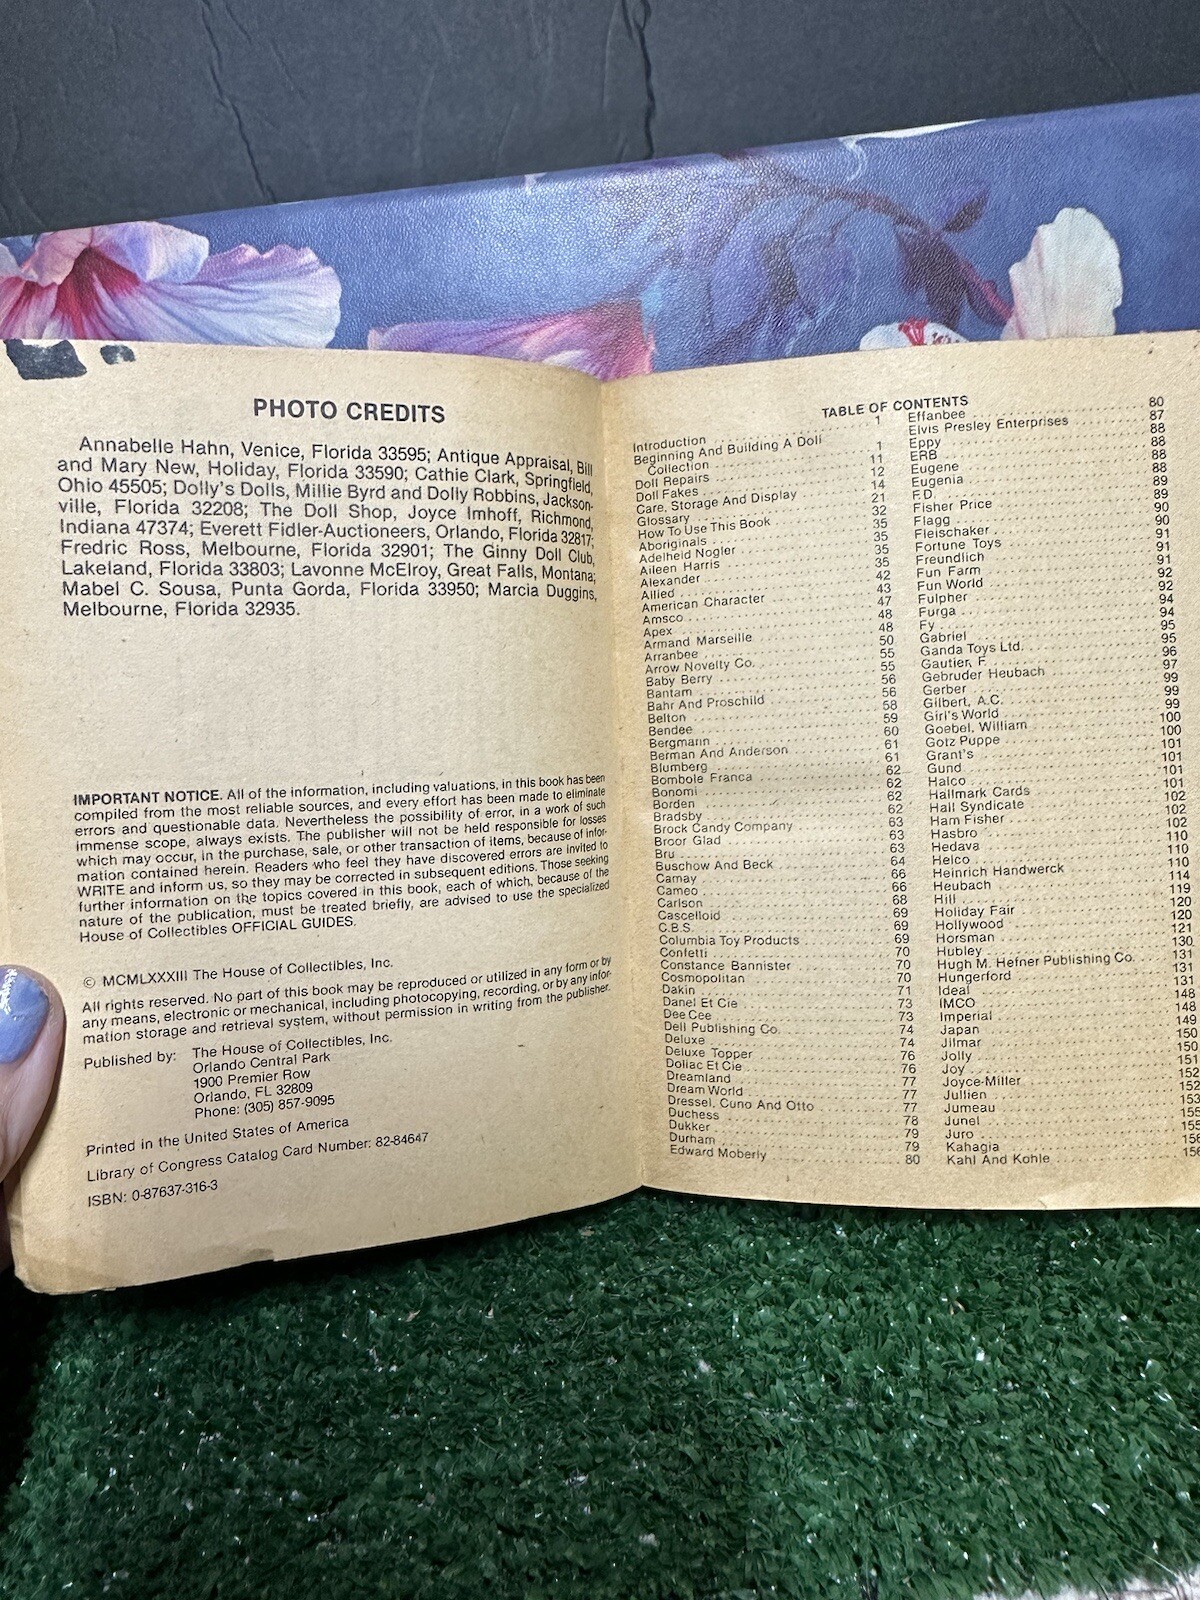 PHOTO CREDITS
Annabelle Hahn, Venice, Florida 33595; Antique Appraisal, Bill
and Mary New, Holiday, Florida 33590; Cathie Clark, Springfield,
Ohio 45505; Dolly's Dolls, Millie Byrd and Dolly Robbins, Jackson-
ville, Florida 32208; The Doll Shop, Joyce Imhoff, Richmond,
Indiana 47374; Everett Fidler-Auctioneers, Orlando, Florida 32817;
Fredric Ross, Melbourne, Florida 32901; The Ginny Doll Club,
Lakeland, Florida 33803; Lavonne McElroy, Great Falls, Montana;
Mabel C. Sousa, Punta Gorda, Florida 33950; Marcia Duggins,
Melbourne, Florida 32935.
IMPORTANT NOTICE. All of the information, including valuations, in this book has been
compiled from the most reliable sources, and every effort has been made to eliminate
errors and questionable data. Nevertheless the possibility of error, in a work of such
immense scope, always exists. The publisher will not be held responsible for losses
which may occur, in the purchase, sale, or other transaction of items, because of infor-
mation contained herein. Readers who feel they have discovered errors are invited to
WRITE and inform us, so they may be corrected in subsequent editions. Those seeking
further information on the topics covered in this book, each of which, because of the
nature of the publication, must be treated briefly, are advised to use the specialized
House of Collectibles OFFICIAL GUIDES.
© MCMLXXXIII The House of Collectibles, Inc.
All rights reserved. No part of this book may be reproduced or utilized in any form or by
any means, electronic or mechanical, including photocopying, recording, or by any infor-
mation storage and retrieval system, without permission in writing from the publisher.
Published by: The House of Collectibles, Inc.
Orlando Central Park
1900 Premier Row
Orlando, FL 32809
Phone: (305) 857-9095
Printed in the United States of America
Library of Congress Catalog Card Number: 82-84647
ISBN: 0-87637-316-3
TABLE OF CONTENTS
Introduction 1
Beginning And Building A Doll
Collection 1
Doll Repairs 11
Doll Fakes 12
Care, Storage And Display 14
Glossary 21
How To Use This Book 32
Aboriginals 35
Adelheid Nogler 35
Aileen Harris 35
Alexander 35
Allied 42
American Character 43
Amsco 47
Apex 48
Armand Marseille 48
Arranbee 50
Arrow Novelty Co. 55
Baby Berry 55
Bantam 56
Bahr And Proschild 56
Belton 58
Bendee 59
Bergmann 60
Berman And Anderson 61
Blumberg 61
Bombole Franca 62
Bonomi 62
Borden 62
Bradsby 62
Brock Candy Company 63
Broor Glad 63
Bru 63
Buschow And Beck 64
Camay 66
Cameo 66
Carlson 68
Cascelloid 69
C.B.S. 69
Columbia Toy Products 69
Confetti 70
Constance Bannister 70
Cosmopolitan 70
Dakin 71
Danel Et Cie 73
Dee Cee 73
Dell Publishing Co. 74
Deluxe 74
Deluxe Topper 76
Doliac Et Cie 76
Dreamland 77
Dream World 77
Dressel, Cuno And Otto 77
Duchess 78
Dukker 79
Durham 79
Edward Moberly 80
Effanbee 80
Elvis Presley Enterprises 87
Eppy 88
ERB 88
Eugene 88
Eugenia 88
F.D. 89
Fisher Price 89
Flagg 90
Fleischaker 90
Fortune Toys 91
Freundlich 91
Fun Farm 91
Fun World 92
Fulpher 92
Furga 94
Fy 94
Gabriel 95
Ganda Toys Ltd. 95
Gautier, F 96
Gebruder Heubach 97
Gerber 99
Gilbert, A.C. 99
Girl's World 99
Goebel, William 100
Gotz Puppe 100
Grant's 101
Gund 101
Halco 101
Hallmark Cards 101
Hall Syndicate 102
Ham Fisher 102
Hasbro 102
Hedava 110
Helco 110
Heinrich Handwerck 110
Heubach 114
Hill 119
Holiday Fair 120
Hollywood 120
Horsman 121
Hubley 130
Hugh M. Hefner Publishing Co. 131
Hungerford 131
Ideal 131
IMCO 148
Imperial 148
Japan 149
Jilmar 150
Jolly 150
Joy 151
Joyce-Miller 152
Jullien 152
Jumeau 153
Junel 155
Juro 155
Kahagia 156
Kahl And Kohle 156